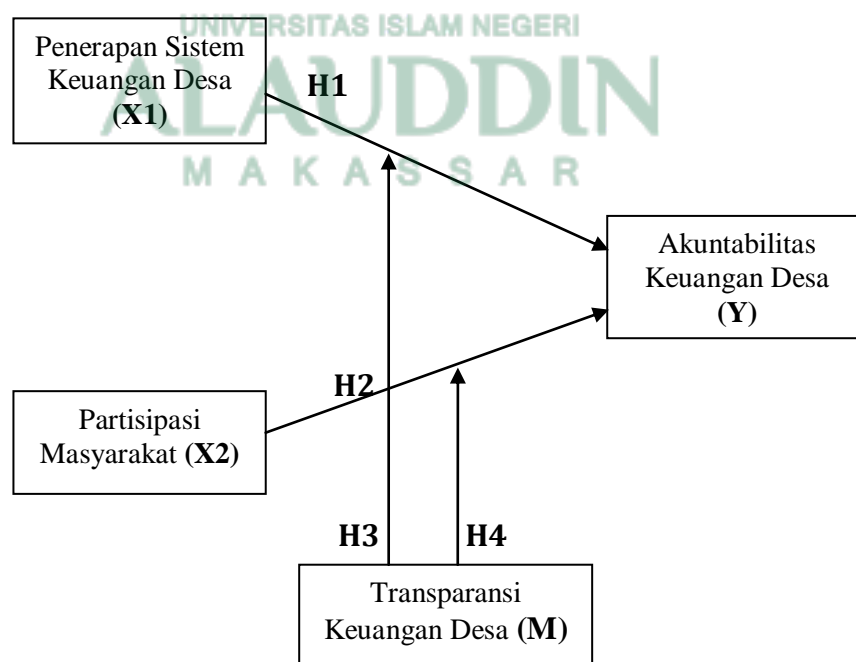 UNIVERSITAS ISLAM NEGERI
ALAUDDIN
MAKASSAR
Penerapan Sistem
Keuangan Desa
(X1)
H1
Akuntabilitas
Keuangan Desa
(Y)
H2
Partisipasi
Masyarakat (X2)
H3
H4
Transparansi
Keuangan Desa (M)